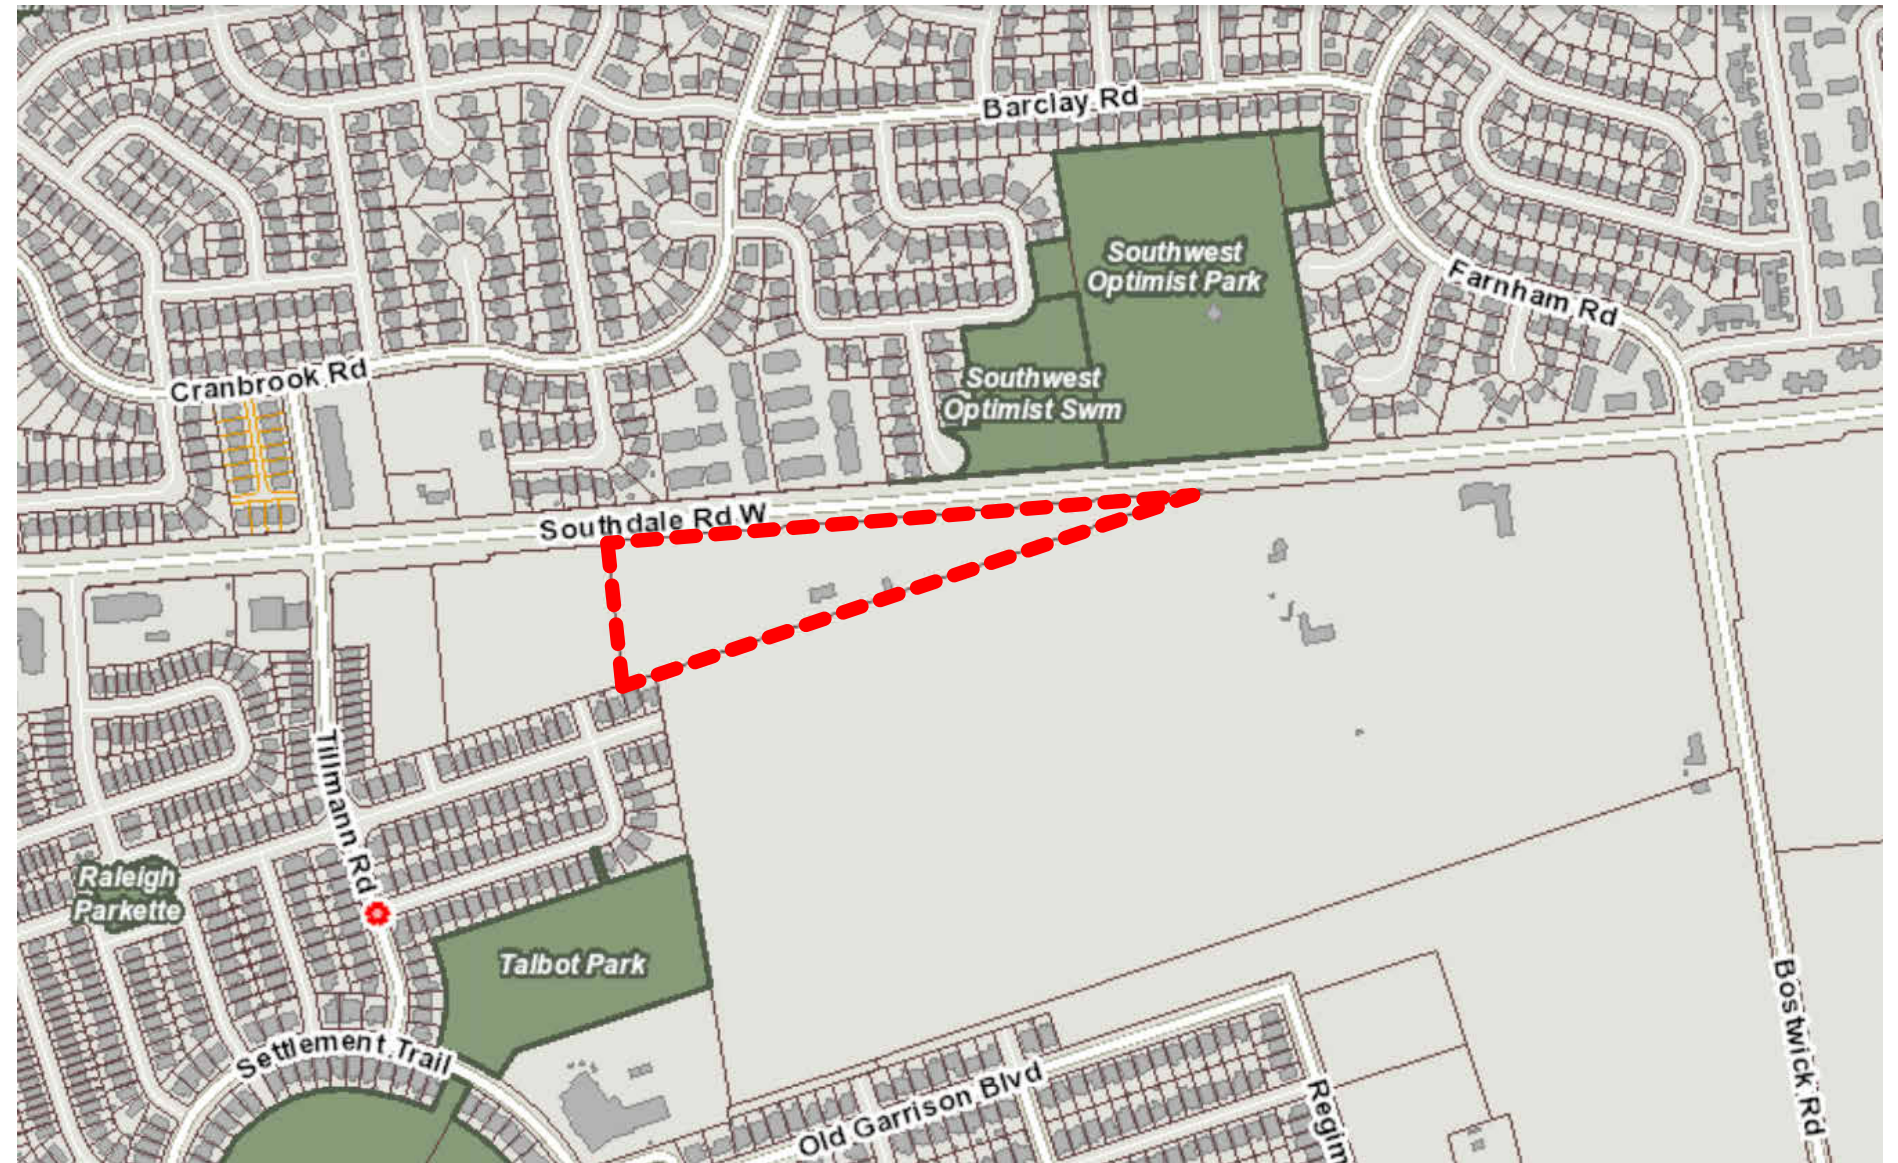 Barclay Rd
Southwest
Optimist Park
Farnham Rd
Cranbrook Rd
Southwest
Optimist Swm
Southdale Rd W
Tillmann Rd
Raleigh
Parkette
Talbot Park
Settlement Trail
Old Garrison Blvd
Regim
Bostwick Rd